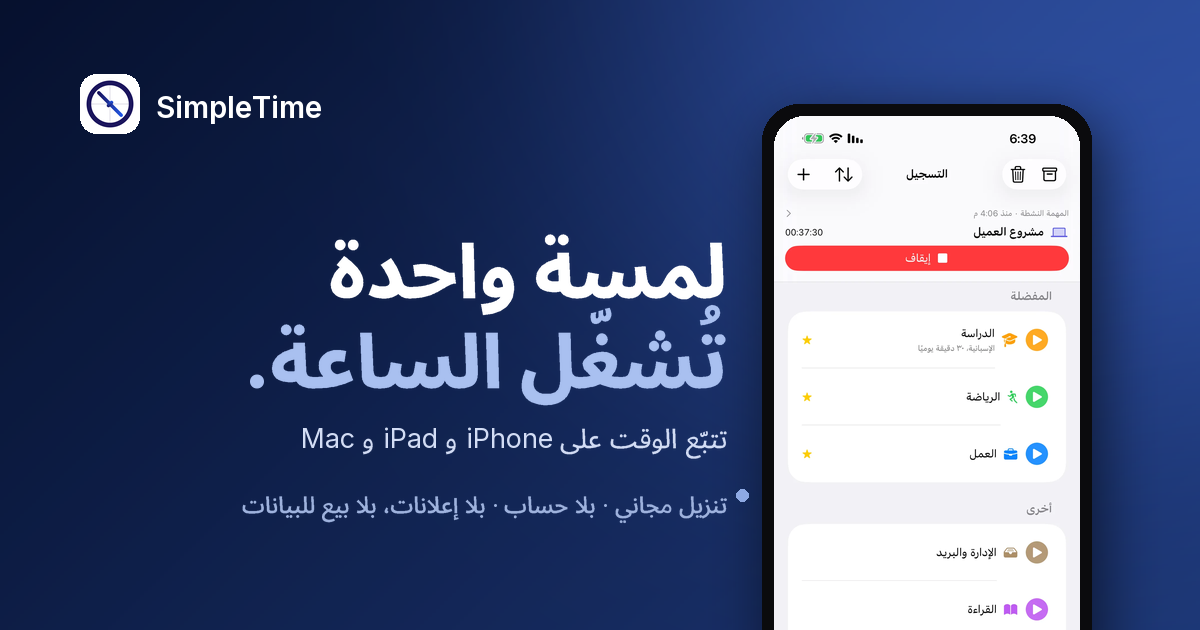 SimpleTime
لمسة واحدة
تُشغّل الساعة.
تتبّع الوقت على iPhone و iPad و Mac
تنزيل مجاني · بلا حساب · بلا إعلانات، بلا بيع للبيانات
6:39
التسجيل
المهمة النشطة · منذ 4:06 م
مشروع العميل
00:37:30
إيقاف
المفضلة
الدراسة
الإسبانية، ٣٠ دقيقة يوميًا
الرياضة
العمل
أخرى
الإدارة والبريد
القراءة